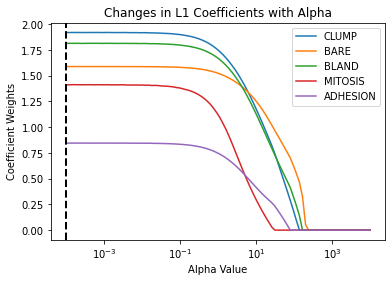 Changes in L1 Coefficients with Alpha
CLUMP
BARE
BLAND
MITOSIS
ADHESION
Coefficient Weights
2.00
1.75
1.50
1.25
1.00
0.75
0.50
0.25
0.00
10⁻³ 10⁻¹ 10¹ 10³
Alpha Value